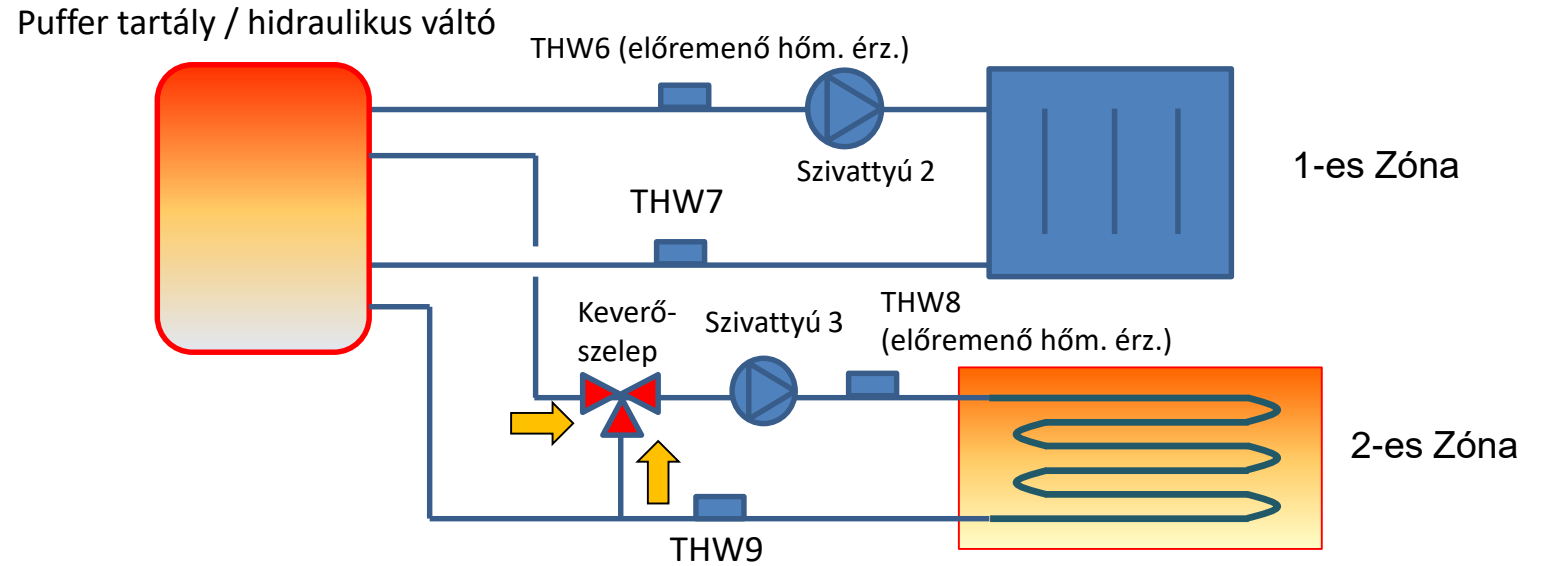 Puffer tartály / hidraulikus váltó
THW6 (előremenő hőm. érz.)
Szivattyú 2
1-es Zóna
THW7
Keverő-
szelep
Szivattyú 3
THW8
(előremenő hőm. érz.)
2-es Zóna
THW9